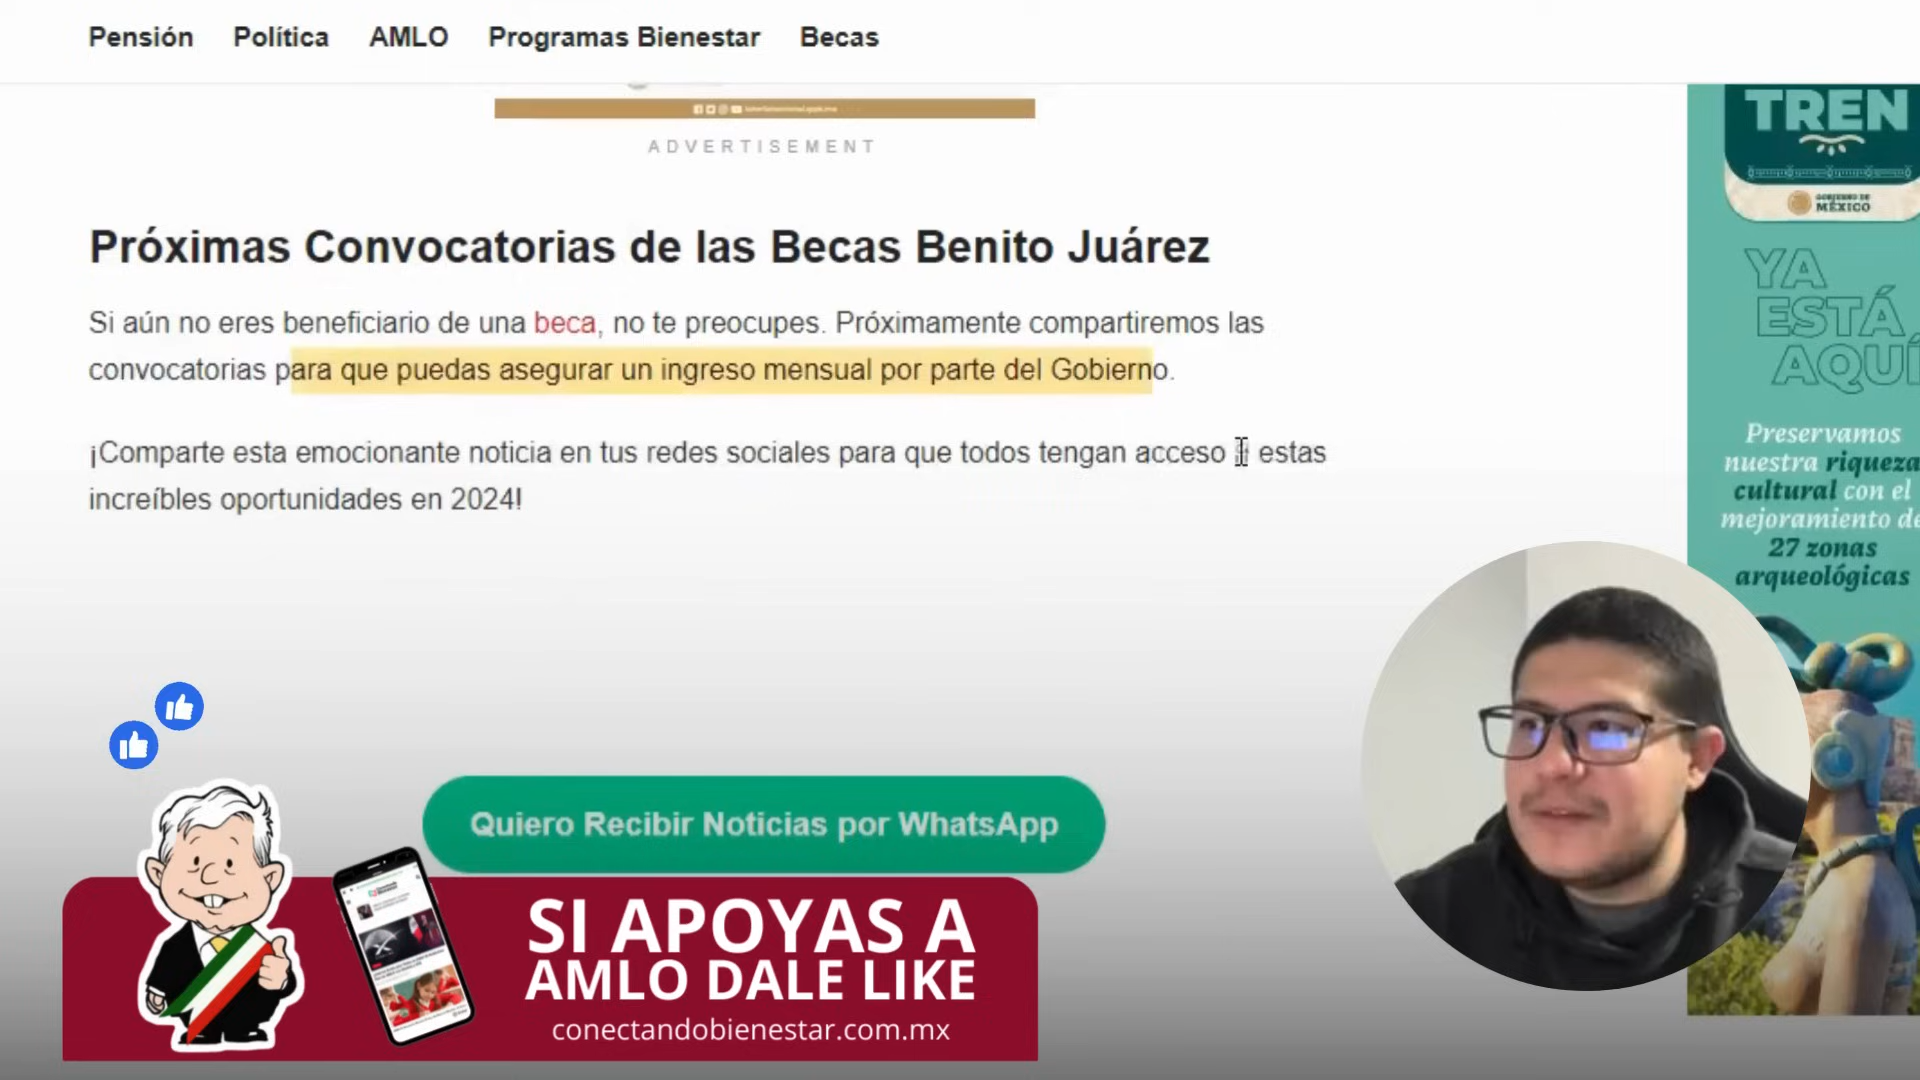 Pensión Política AMLO Programas Bienestar Becas
ADVERTISEMENT
Próximas Convocatorias de las Becas Benito Juárez
Si aún no eres beneficiario de una beca, no te preocupes. Próximamente compartiremos las
convocatorias para que puedas asegurar un ingreso mensual por parte del Gobierno.
¡Comparte esta emocionante noticia en tus redes sociales para que todos tengan acceso a estas
increíbles oportunidades en 2024!
Quiero Recibir Noticias por WhatsApp
SI APOYAS A
AMLO DALE LIKE
conectandobienestar.com.mx
TREN
GOBIERNO DE
MÉXICO
YA
ESTÁ
AQUÍ
Preservamos
nuestra riqueza
cultural con el
mejoramiento de
27 zonas
arqueológicas